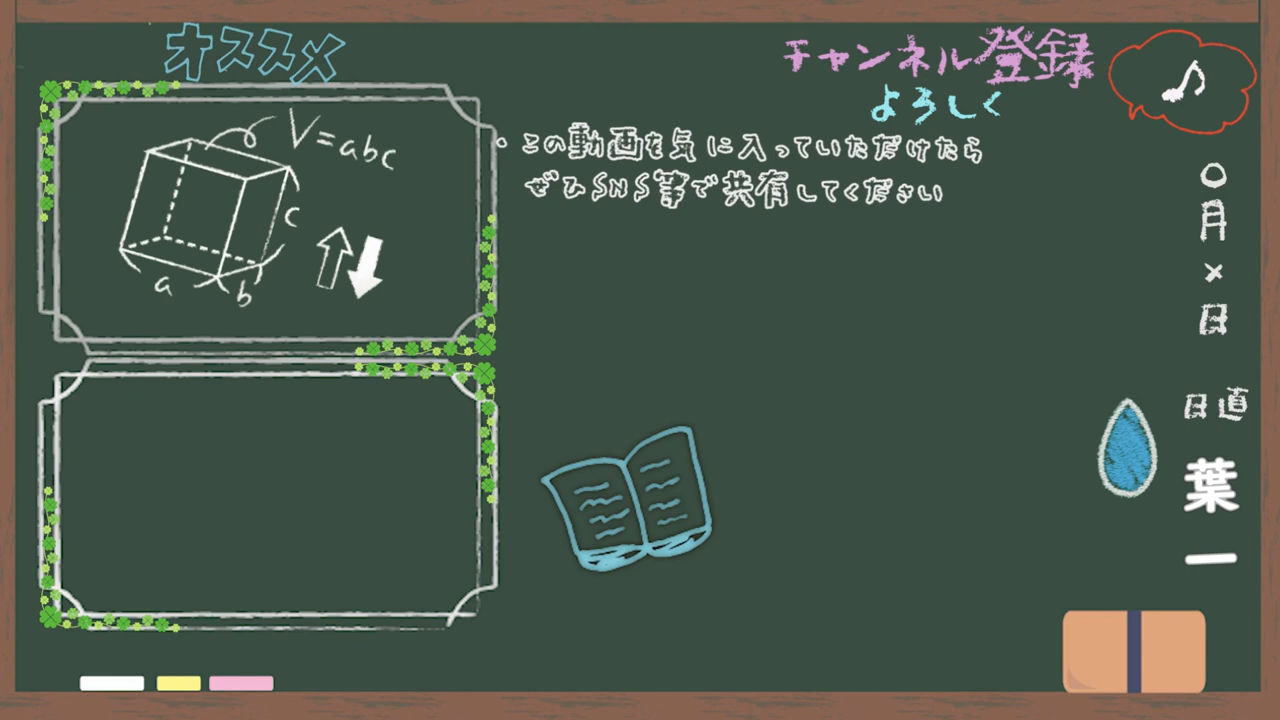 オススメ
チャンネル登録
よろしく
V=abc
c
a
b
・この動画を気に入っていただけたら
ぜひSNS等で共有してください
〇月×日
日直
葉一